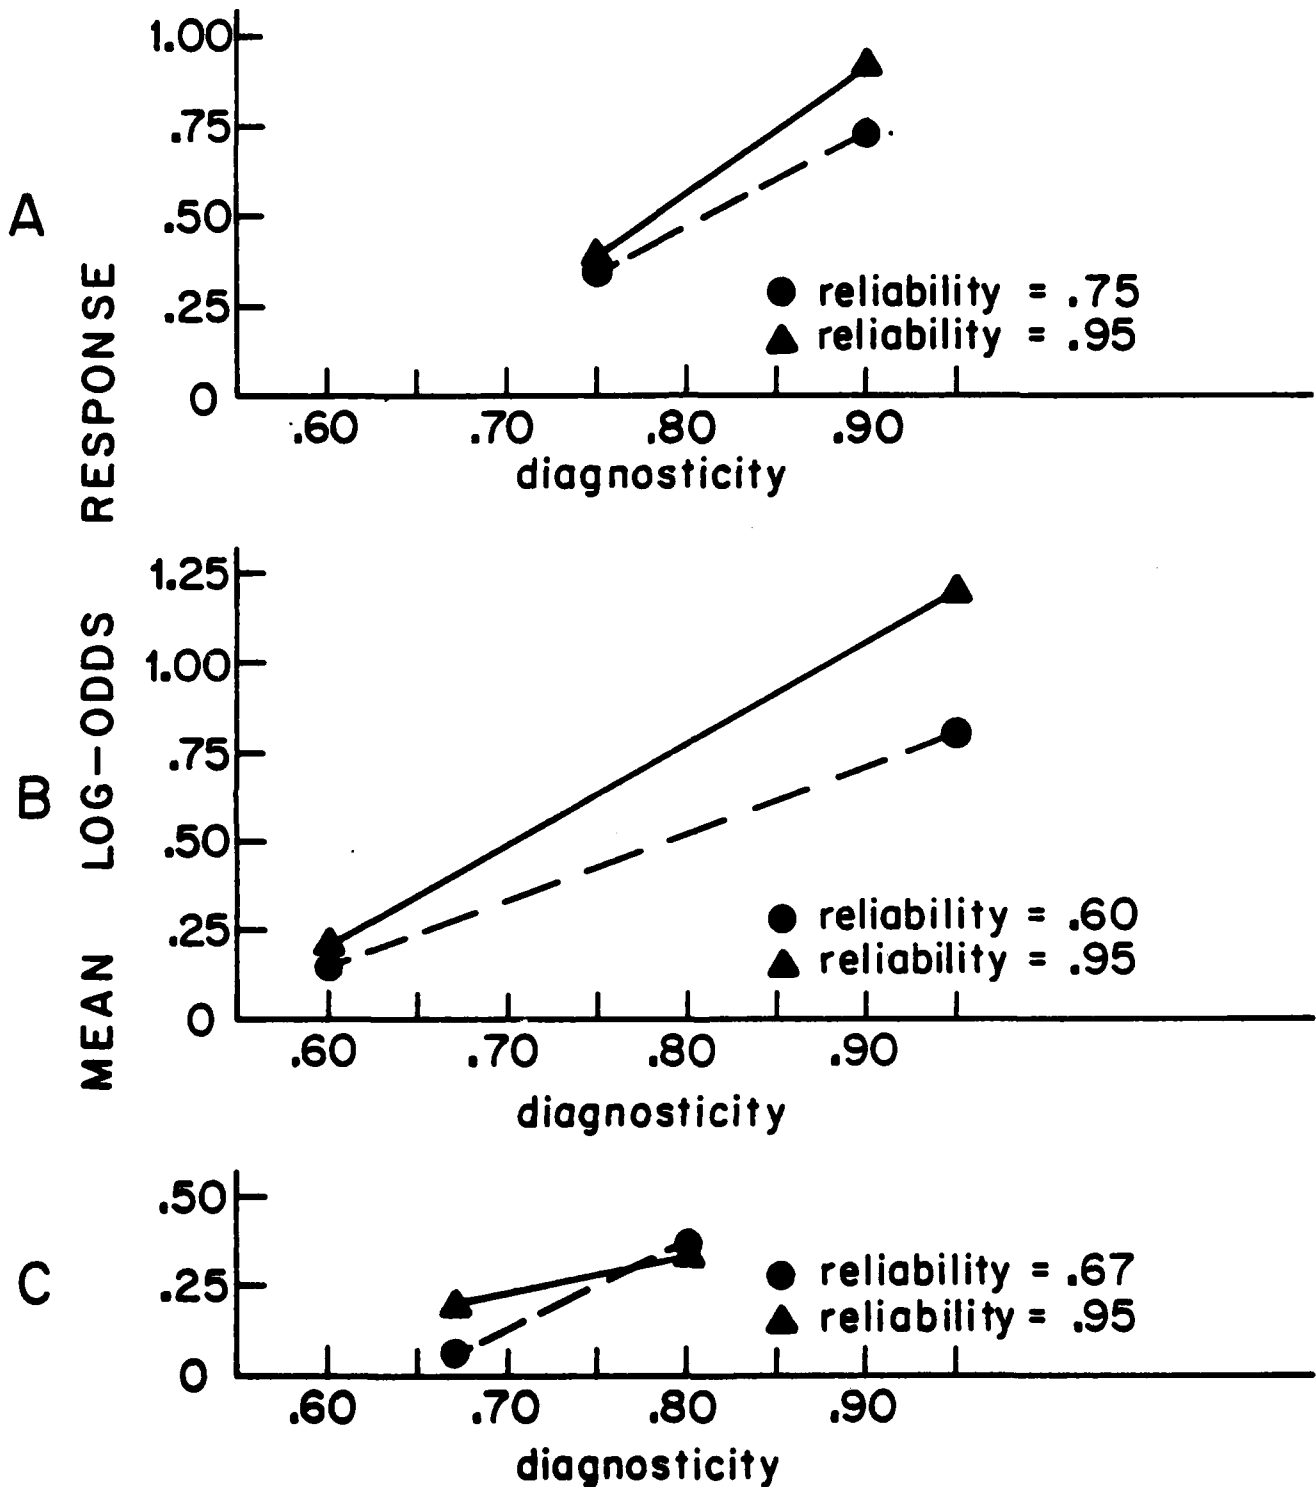 A
MEAN LOG-ODDS RESPONSE
1.00
.75
.50
.25
0
● reliability = .75
▲ reliability = .95
.60 .70 .80 .90
diagnosticity
B
1.25
1.00
.75
.50
.25
0
● reliability = .60
▲ reliability = .95
.60 .70 .80 .90
diagnosticity
C
.50
.25
0
● reliability = .67
▲ reliability = .95
.60 .70 .80 .90
diagnosticity